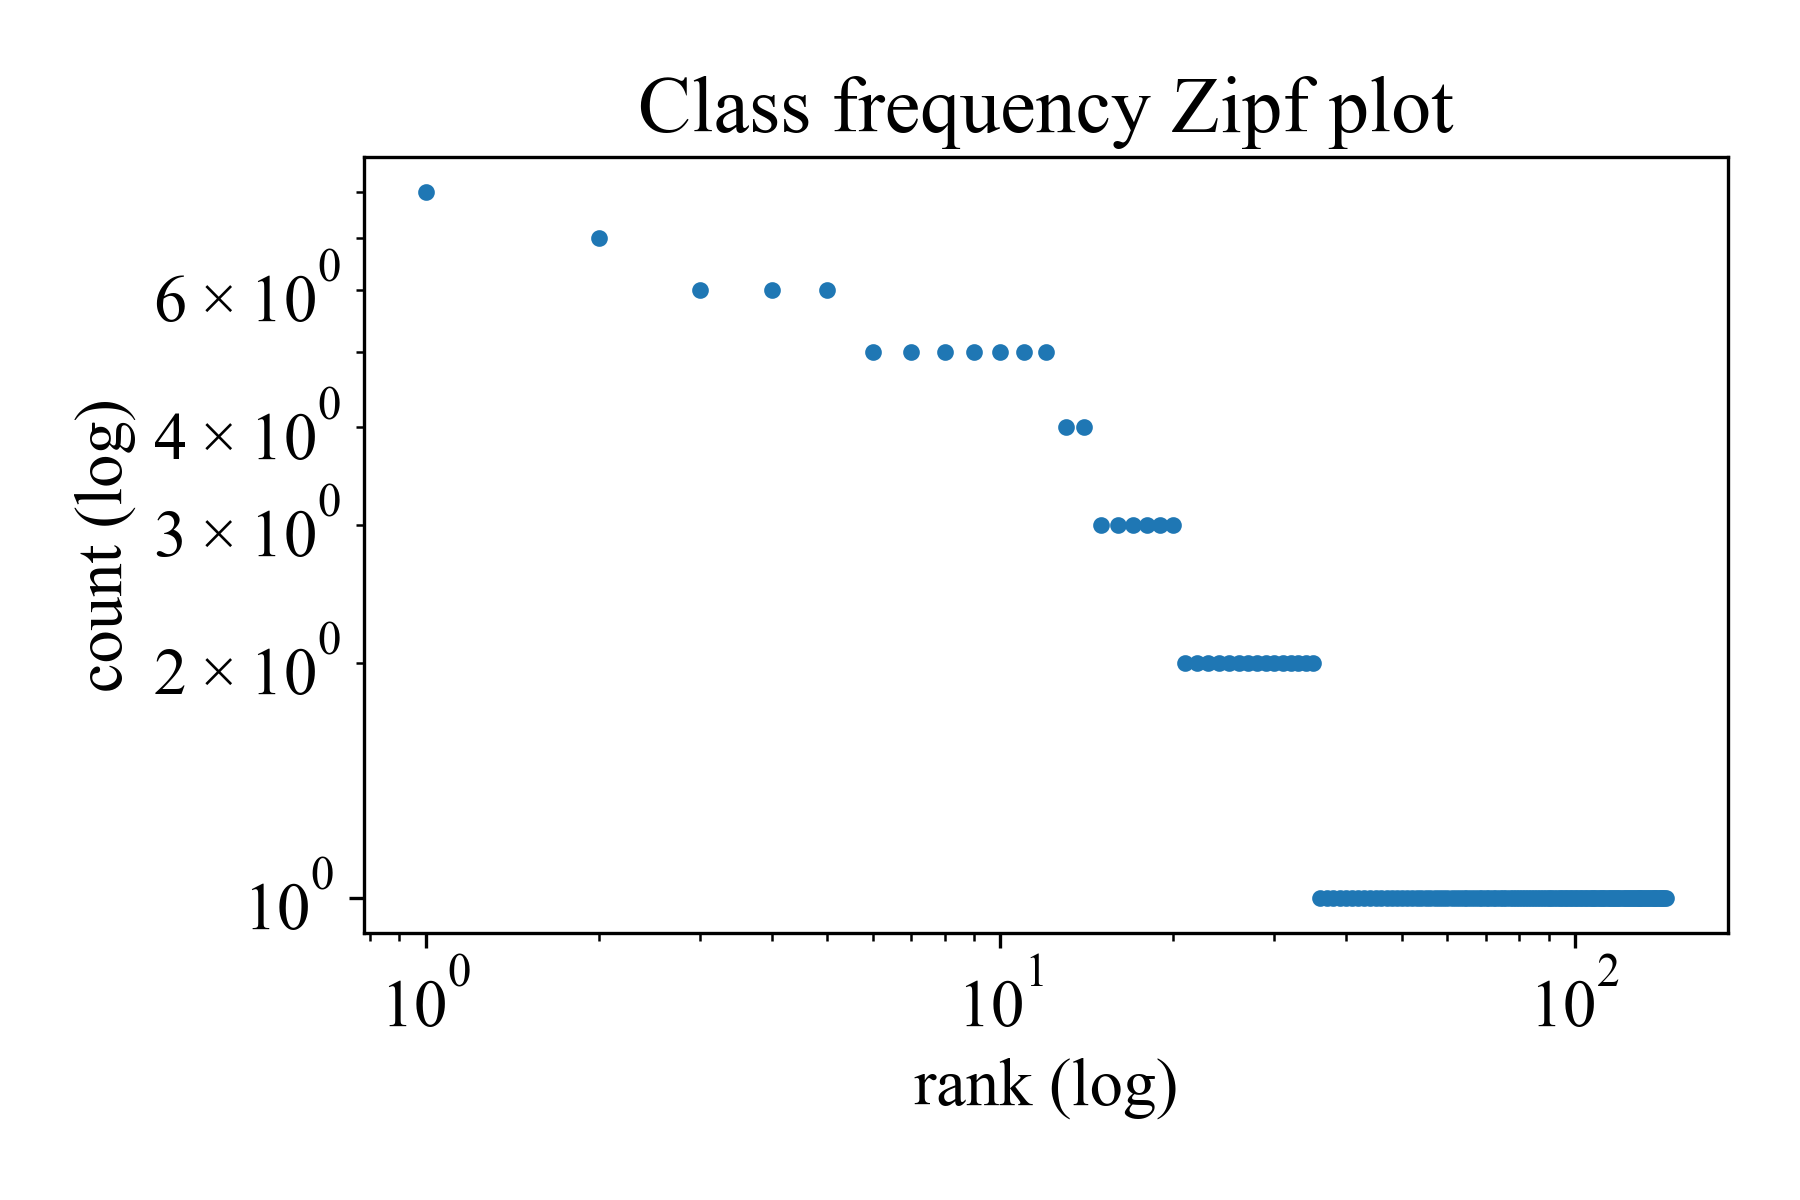 Class frequency Zipf plot
6 × 10⁰
4 × 10⁰
3 × 10⁰
2 × 10⁰
10⁰
count (log)
10⁰ 10¹ 10²
rank (log)